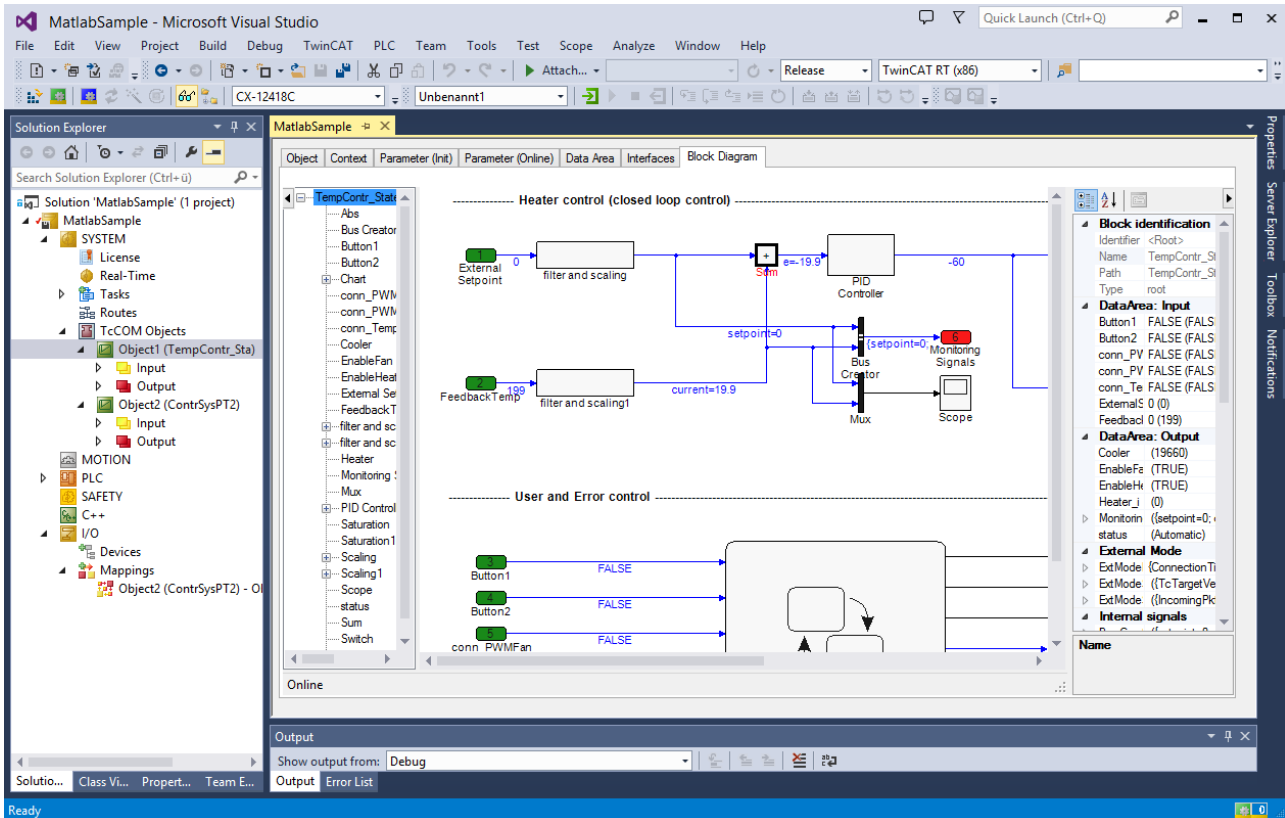 MatlabSample - Microsoft Visual Studio
Quick Launch (Ctrl+Q)
File Edit View Project Build Debug TwinCAT PLC Team Tools Test Scope Analyze Window Help
Attach... Release TwinCAT RT (x86)
CX-12418C Unbenannt1
Solution Explorer
Search Solution Explorer (Ctrl+ü)
Solution 'MatlabSample' (1 project)
MatlabSample
SYSTEM
License
Real-Time
Tasks
Routes
TcCOM Objects
Object1 (TempContr_Sta)
Input
Output
Object2 (ContrSysPT2)
Input
Output
MOTION
PLC
SAFETY
C++
I/O
Devices
Mappings
Object2 (ContrSysPT2) - Ol
Solutio... Class Vi... Propert... Team E...
MatlabSample
Object Context Parameter (Init) Parameter (Online) Data Area Interfaces Block Diagram
TempContr_State
Abs
Bus Creator
Button1
Button2
Chart
conn_PWM
conn_PWM
conn_Temp
Cooler
EnableFan
EnableHeat
External Se
FeedbackT
filter and sc
filter and sc
Heater
Monitoring S
Mux
PID Control
Saturation
Saturation1
Scaling
Scaling1
Scope
status
Sum
Switch
Heater control (closed loop control)
1
External
Setpoint
0
filter and scaling
+
Sum
e=-19.9
PID
Controller
-60
setpoint=0
{setpoint=0;
Bus
Creator
6
Monitoring
Signals
2
FeedbackTemp
199
filter and scaling1
current=19.9
Mux
Scope
User and Error control
3
Button1
FALSE
4
Button2
FALSE
5
conn_PWMFan
FALSE
Online
Block identification
Identifier <Root>
Name TempContr_St
Path TempContr_St
Type root
DataArea: Input
Button1 FALSE (FALS
Button2 FALSE (FALS
conn_PV FALSE (FALS
conn_PV FALSE (FALS
conn_Te FALSE (FALS
ExternalS 0 (0)
Feedbacl 0 (199)
DataArea: Output
Cooler (19660)
EnableFa (TRUE)
EnableHe (TRUE)
Heater_i (0)
Monitorin ({setpoint=0;
status (Automatic)
External Mode
ExtMode {ConnectionTi
ExtMode. ({TcTargetVe
ExtMode. ({IncomingPk
Internal signals
Name
Properties
Server Explorer
Toolbox
Notifications
Output
Show output from: Debug
Output Error List
Ready
0